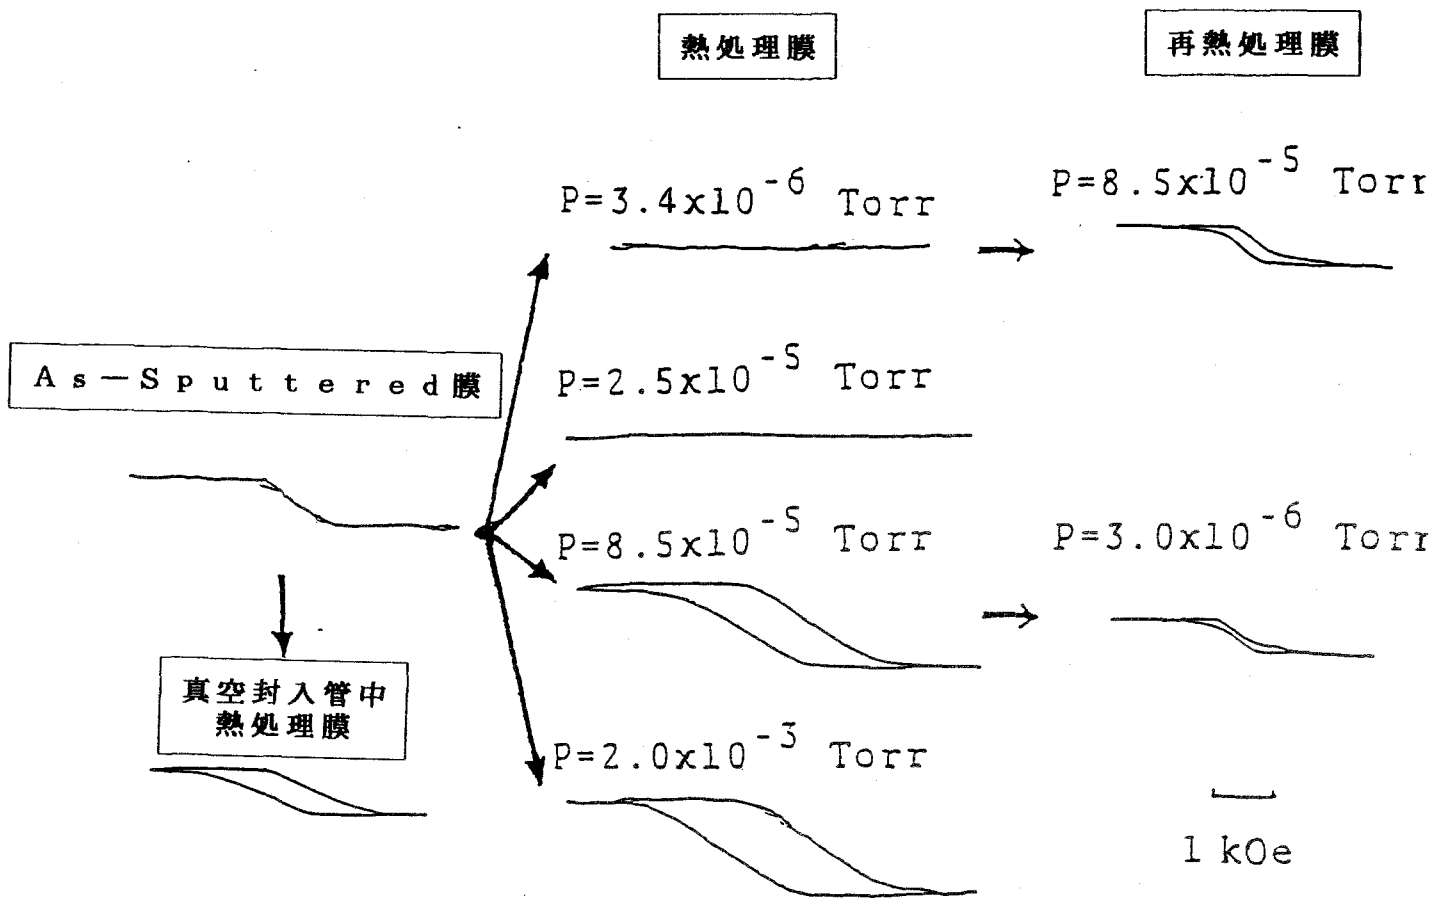 熱処理膜
再熱処理膜
P=3.4x10⁻⁶ Torr
P=8.5x10⁻⁵ Torr
As－Sputtered膜
P=2.5x10⁻⁵ Torr
P=8.5x10⁻⁵ Torr
P=3.0x10⁻⁶ Torr
真空封入管中
熱処理膜
P=2.0x10⁻³ Torr
1 kOe